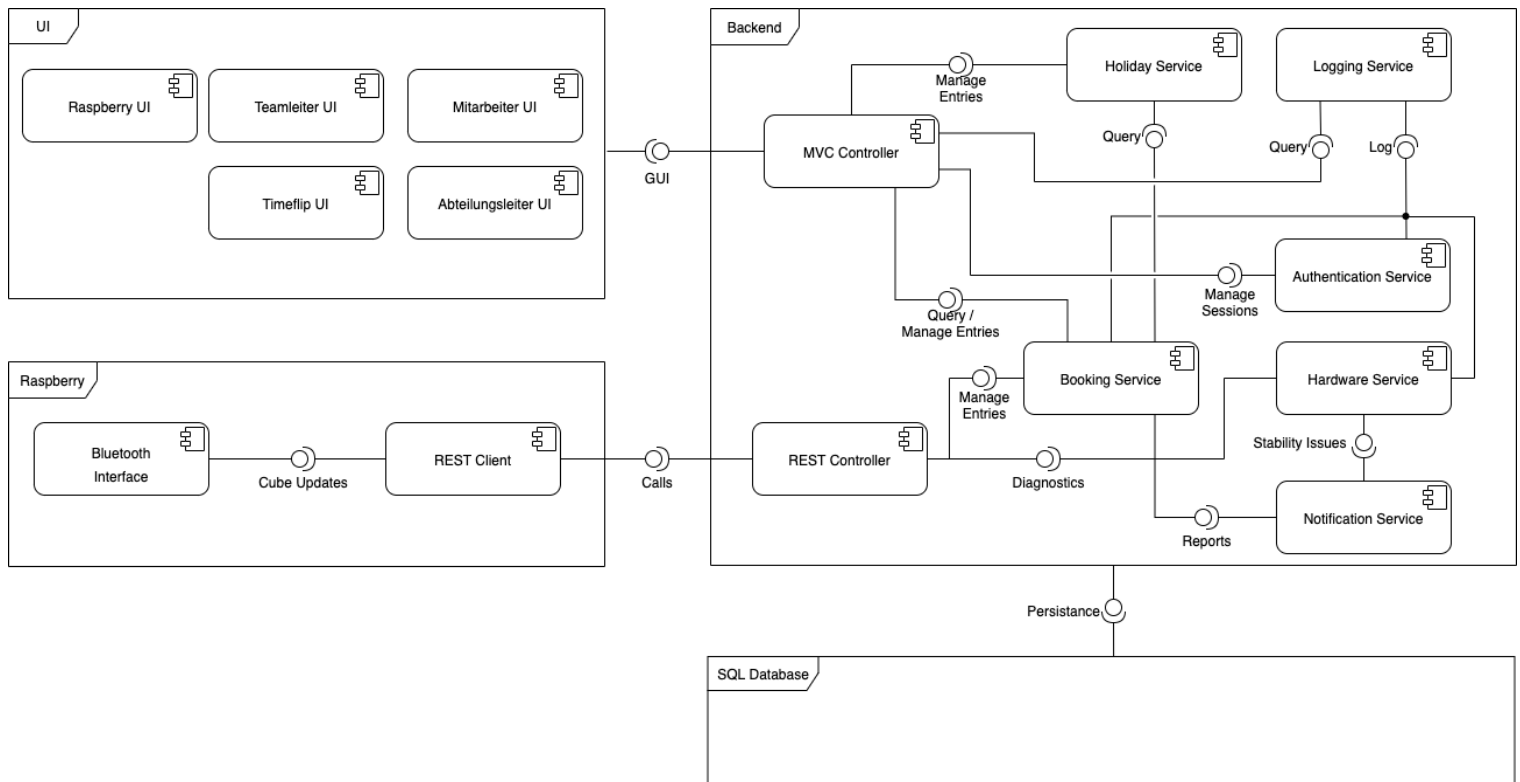 UI
Raspberry UI
Teamleiter UI
Mitarbeiter UI
Timeflip UI
Abteilungsleiter UI
GUI
Backend
Holiday Service
Logging Service
Manage
Entries
MVC Controller
Query
Query
Log
Authentication Service
Manage
Sessions
Query /
Manage Entries
Booking Service
Hardware Service
Manage
Entries
Stability Issues
REST Controller
Diagnostics
Notification Service
Reports
Raspberry
Bluetooth
Interface
Cube Updates
REST Client
Calls
Persistance
SQL Database